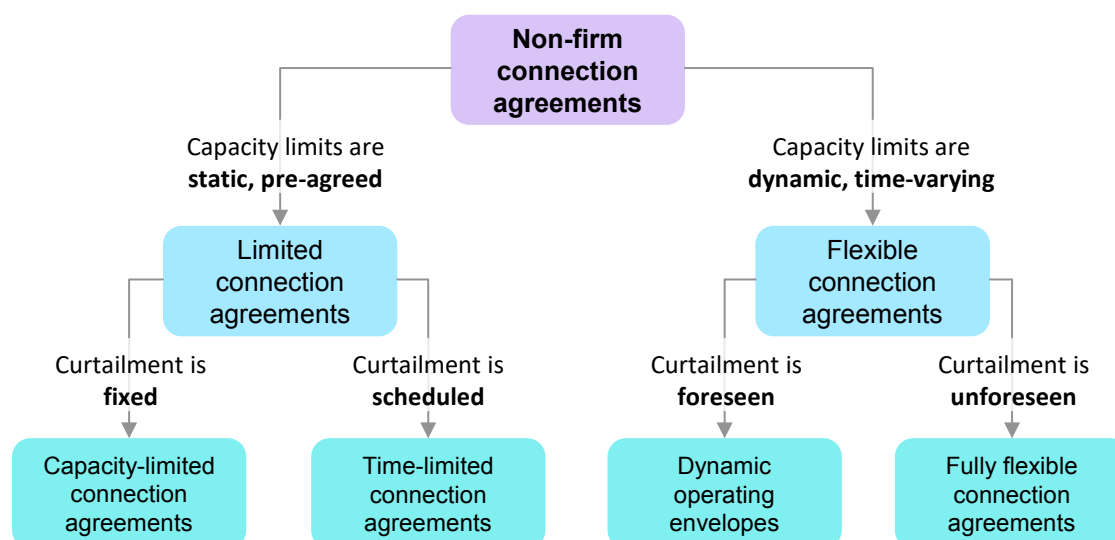 Non-firm
connection
agreements
Capacity limits are
static, pre-agreed
Capacity limits are
dynamic, time-varying
Limited
connection
agreements
Flexible
connection
agreements
Curtailment is
fixed
Curtailment is
scheduled
Curtailment is
foreseen
Curtailment is
unforeseen
Capacity-limited
connection
agreements
Time-limited
connection
agreements
Dynamic
operating
envelopes
Fully flexible
connection
agreements